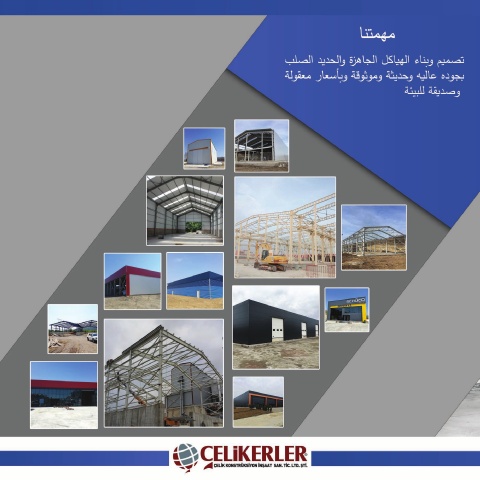 مهمتنا
تصميم وبناء الهياكل الجاهزة والحديد الصلب
بجوده عاليه وحديثة وموثوقة وبأسعار معقولة
وصديقة للبيئة
ÇELİKERLER
ÇELİK KONSTRÜKSİYON İNŞAAT SAN. TİC. LTD. ŞTİ.